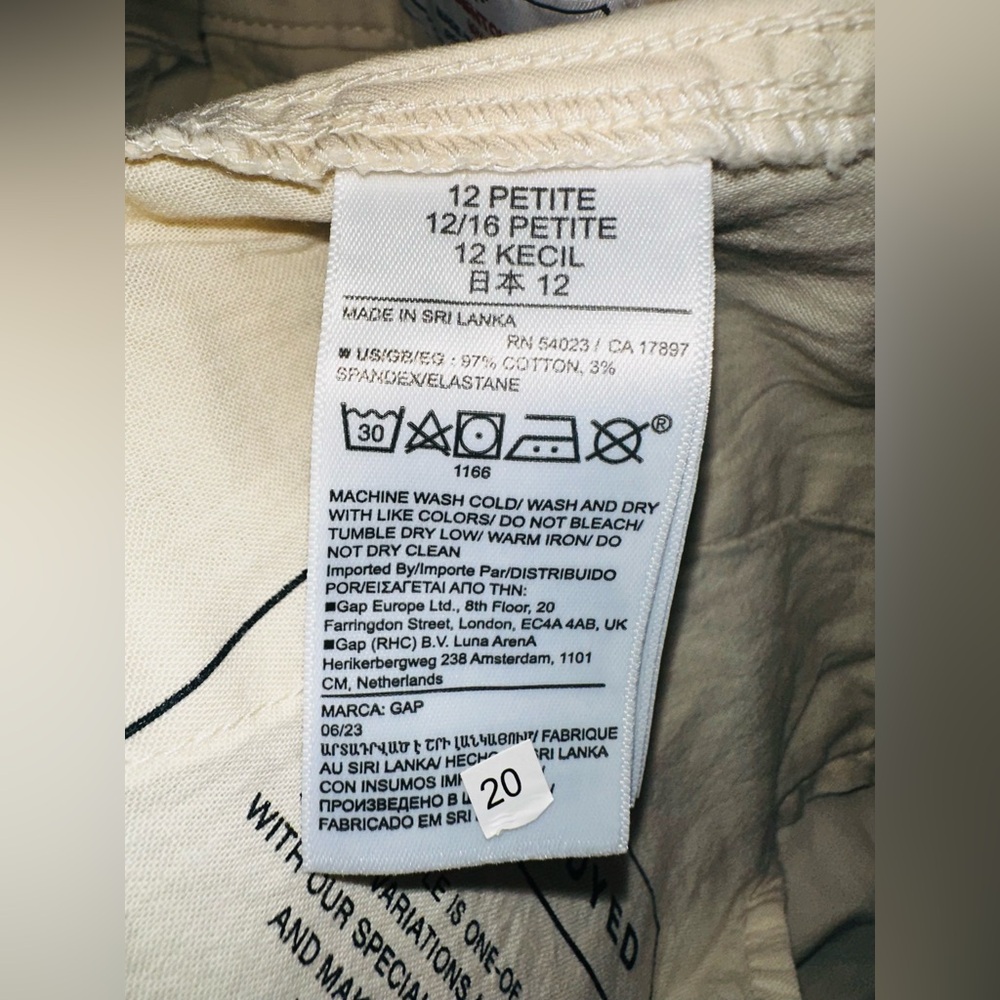 12 PETITE
12/16 PETITE
12 KECIL
日本 12
MADE IN SRI LANKA
RN 54023 / CA 17897
US/GB/EG : 97% COTTON, 3%
SPANDEX/ELASTANE
30
®
1166
MACHINE WASH COLD/ WASH AND DRY
WITH LIKE COLORS/ DO NOT BLEACH/
TUMBLE DRY LOW/ WARM IRON/ DO
NOT DRY CLEAN
Imported By/Importe Par/DISTRIBUIDO
POR/ΕΙΣΑΓΕΤΑΙ ΑΠΟ ΤΗΝ:
■Gap Europe Ltd., 8th Floor, 20
Farringdon Street, London, EC4A 4AB, UK
■Gap (RHC) B.V. Luna ArenA
Herikerbergweg 238 Amsterdam, 1101
CM, Netherlands
MARCA: GAP
06/23
ԱՐՏԱԴՐՎԱԾ Է ՇՐԻ ԼԱՆԿԱՅՈՒՄ/ FABRIQUE
AU SIRI LANKA/ SRI LANKA
CON INSUMOS
ПРОИЗВЕДЕНО В
FABRICADO EM SRI
20
WITH OUR SPECIAL
VARIATIONS
IS ONE-OF
AND